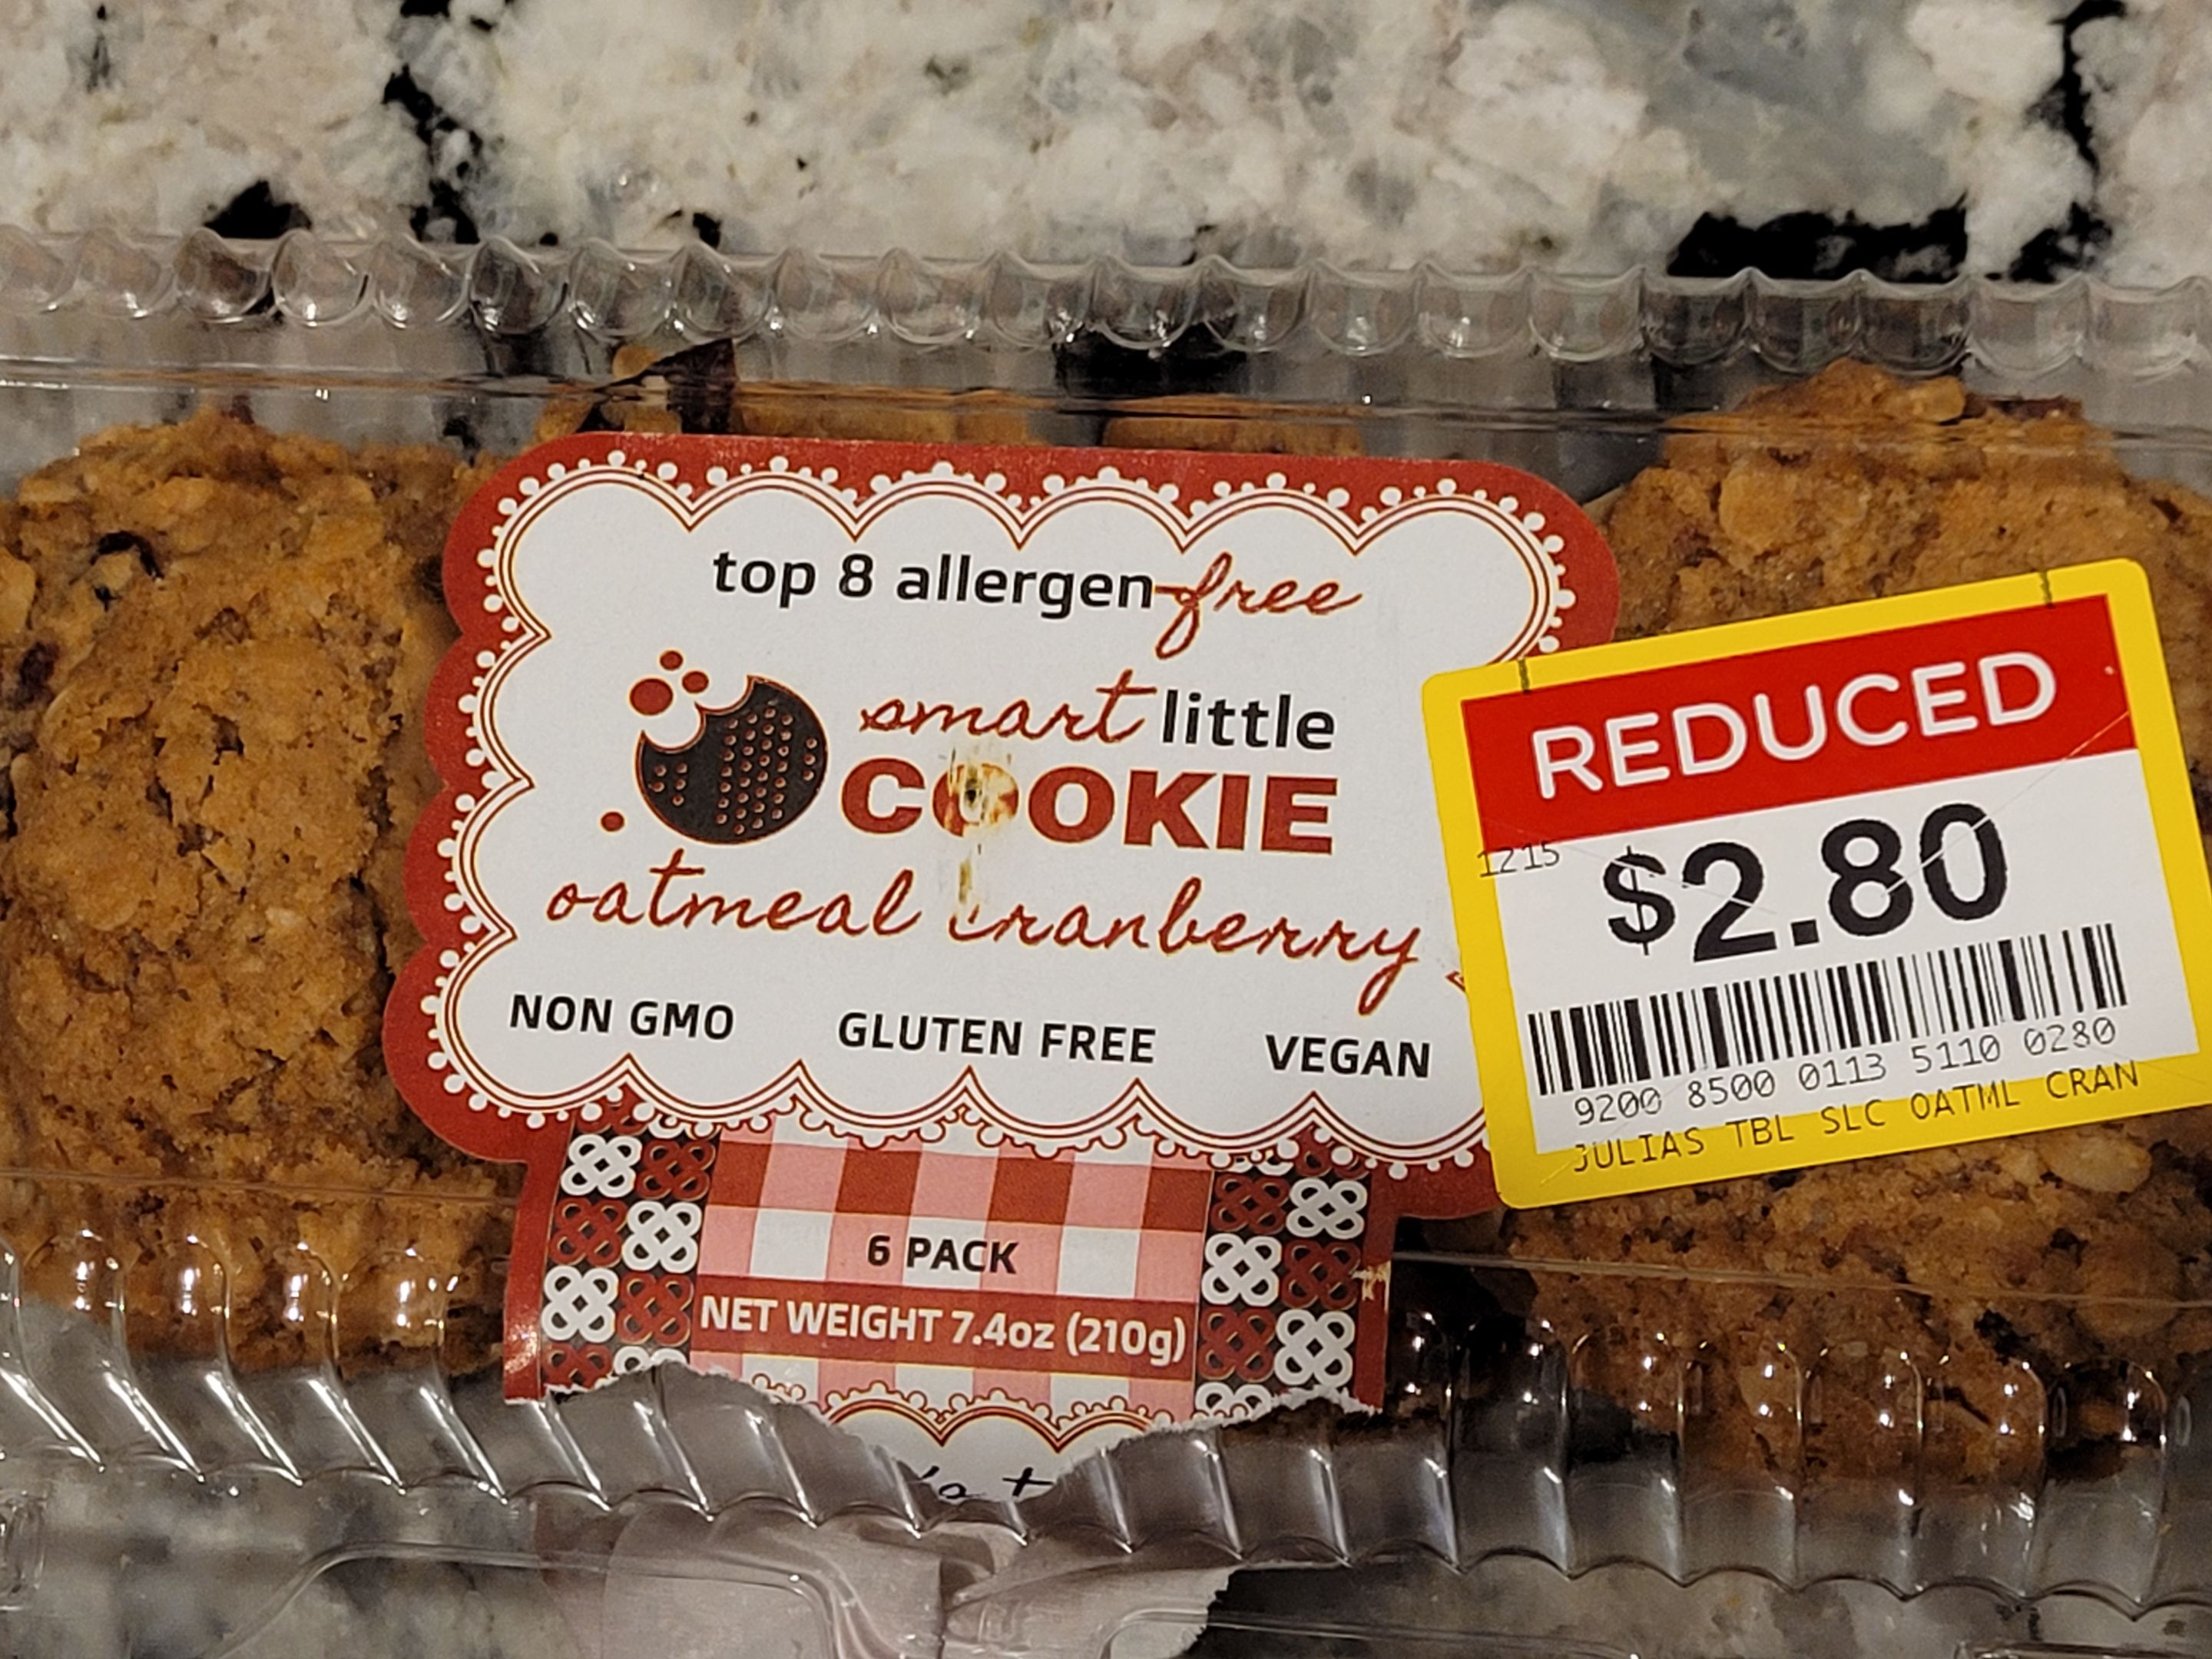 top 8 allergen-free
smart little
COOKIE
oatmeal cranberry
NON GMO GLUTEN FREE VEGAN
6 PACK
NET WEIGHT 7.4oz (210g)
REDUCED
1215
$2.80
9200 8500 0113 5110 0280
JULIAS TBL SLC OATML CRAN